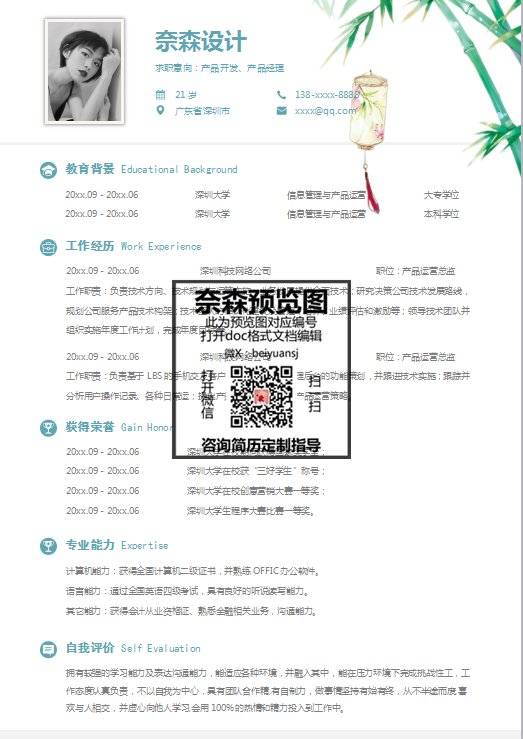 奈森设计
求职意向：产品开发、产品经理
21 岁
138-xxxx-8888
广东省深圳市
xxxx@qq.com
教育背景 Educational Background
20xx.09 - 20xx.06 深圳大学 信息管理与产品运营 大专学位
20xx.09 - 20xx.06 深圳大学 信息管理与产品运营 本科学位
工作经历 Work Experience
20xx.09 - 20xx.06 深圳科技网络公司 职位：产品运营总监
工作职责：负责技术方向、技术 技术；研究决策公司技术发展路线，
规划公司服务产品技术构架；技术 业绩评估和激励等；领导技术团队并
组织实施年度工作计划，完成年度
20xx.09 - 20xx.06 职位：产品运营总监
工作职责：负责基于 LBS 的手机交 客户 后台的功能策划，并跟进技术实施；跟踪并
分析用户操作记录、各种日 产品运营策略。
获得荣誉 Gain Honor
20xx.09 - 20xx.06
20xx.09 - 20xx.06 深圳大学在校获“三好学生”称号；
20xx.09 - 20xx.06 深圳大学在校创意营销大赛一等奖；
20xx.09 - 20xx.06 深圳大学生程序大赛比赛一等奖。
奈森预览图
此为预览图对应编号
打开doc格式文档编辑
微X：beiyuansj
打开微信
扫一扫
咨询简历定制指导
专业能力 Expertise
计算机能力：获得全国计算机二级证书，并熟练 OFFIC 办公软件。
语言能力：通过全国英语四级考试，具有良好的听说读写能力。
其它能力：获得会计从业资格证、熟悉金融相关业务，沟通能力。
自我评价 Self Evaluation
拥有较强的学习能力及表达沟通能力，能适应各种环境，并融入其中，能在压力环境下完成挑战性工，工
作态度认真负责，不以自我为中心，具有团队合作精,有自制力，做事情坚持有始有终，从不半途而度.喜
欢与人相交，并虚心向他人学习.会用 100%的热情和精力投入到工作中。